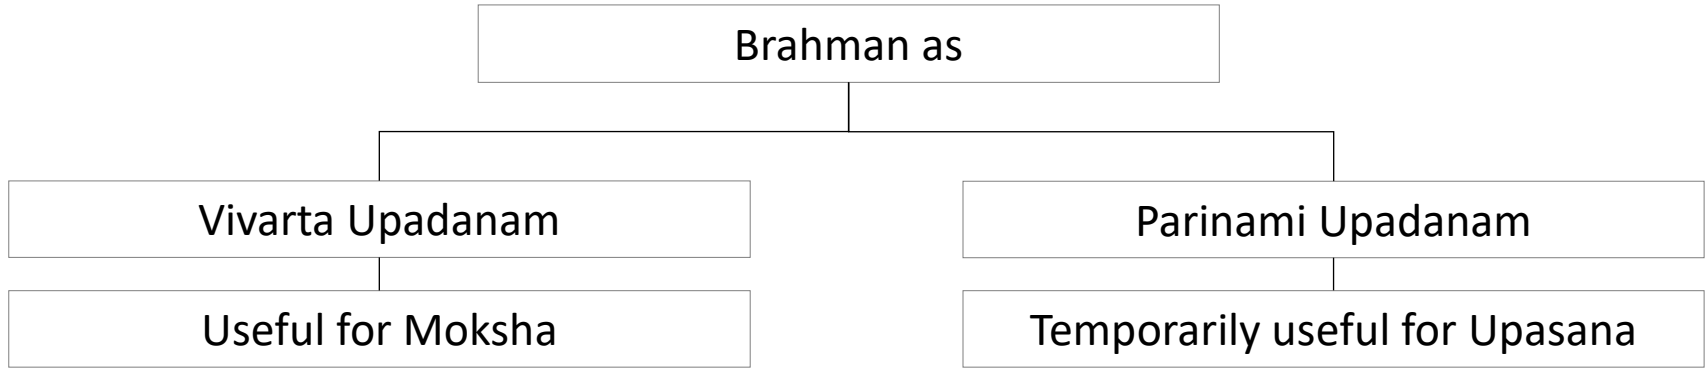 Brahman as
Vivarta Upadanam
Parinami Upadanam
Useful for Moksha
Temporarily useful for Upasana